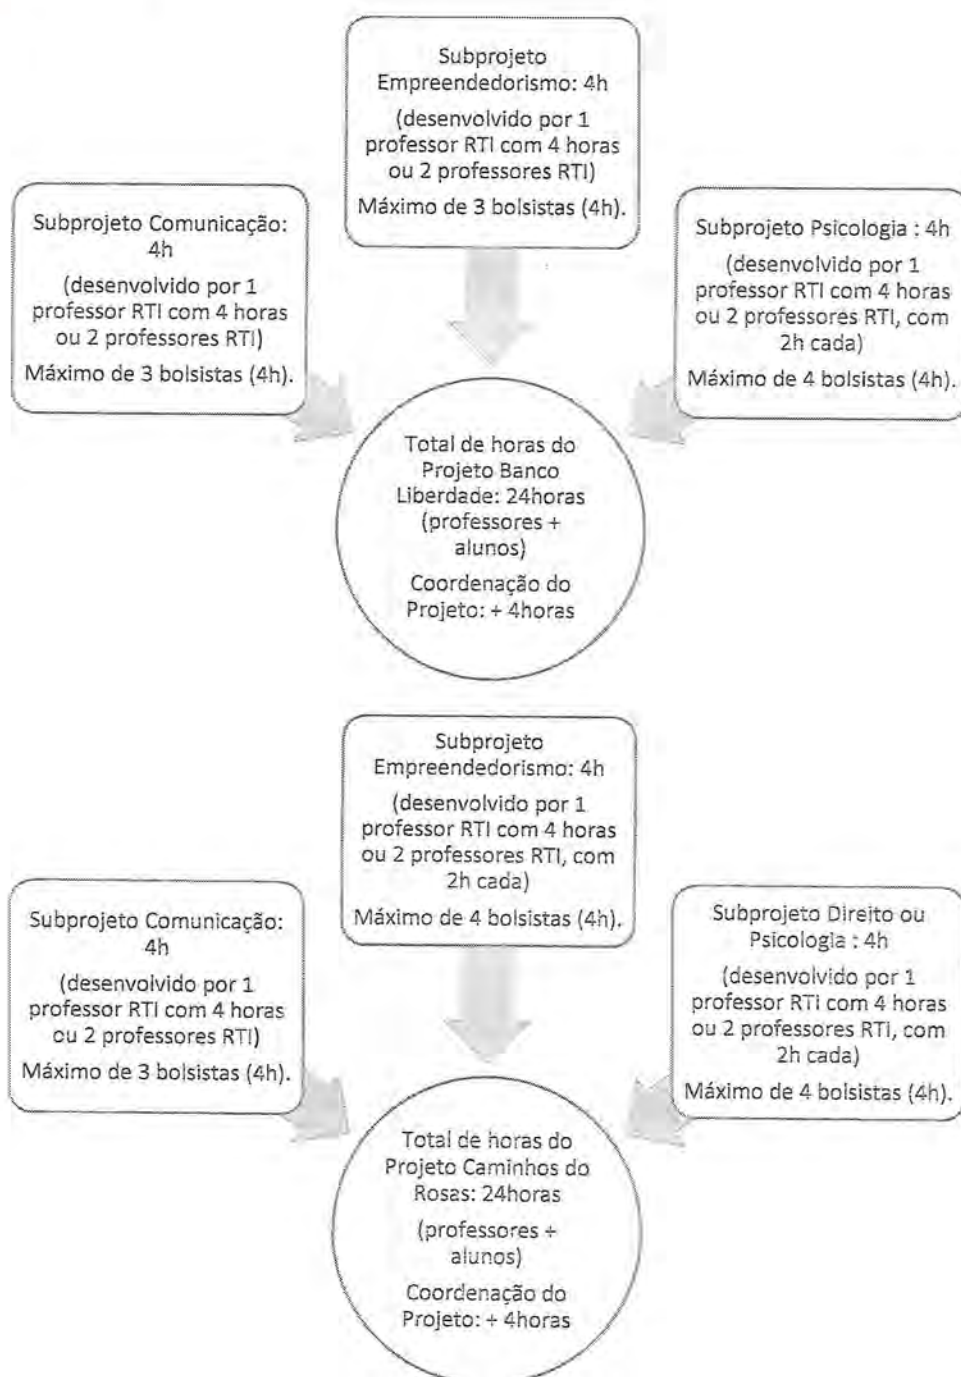 Subprojeto
Empreendedorismo: 4h
(desenvolvido por 1
professor RTI com 4 horas
ou 2 professores RTI)
Máximo de 3 bolsistas (4h).
Subprojeto Comunicação:
4h
(desenvolvido por 1
professor RTI com 4 horas
ou 2 professores RTI)
Máximo de 3 bolsistas (4h).
Subprojeto Psicologia : 4h
(desenvolvido por 1
professor RTI com 4 horas
ou 2 professores RTI, com
2h cada)
Máximo de 4 bolsistas (4h).
Total de horas do
Projeto Banco
Liberdade: 24horas
(professores +
alunos)
Coordenação do
Projeto: + 4horas
Subprojeto
Empreendedorismo: 4h
(desenvolvido por 1
professor RTI com 4 horas
ou 2 professores RTI, com
2h cada)
Máximo de 4 bolsistas (4h).
Subprojeto Comunicação:
4h
(desenvolvido por 1
professor RTI com 4 horas
ou 2 professores RTI)
Máximo de 3 bolsistas (4h).
Subprojeto Direito ou
Psicologia : 4h
(desenvolvido por 1
professor RTI com 4 horas
ou 2 professores RTI, com
2h cada)
Máximo de 4 bolsistas (4h).
Total de horas do
Projeto Caminhos do
Rosas: 24horas
(professores +
alunos)
Coordenação do
Projeto: + 4horas